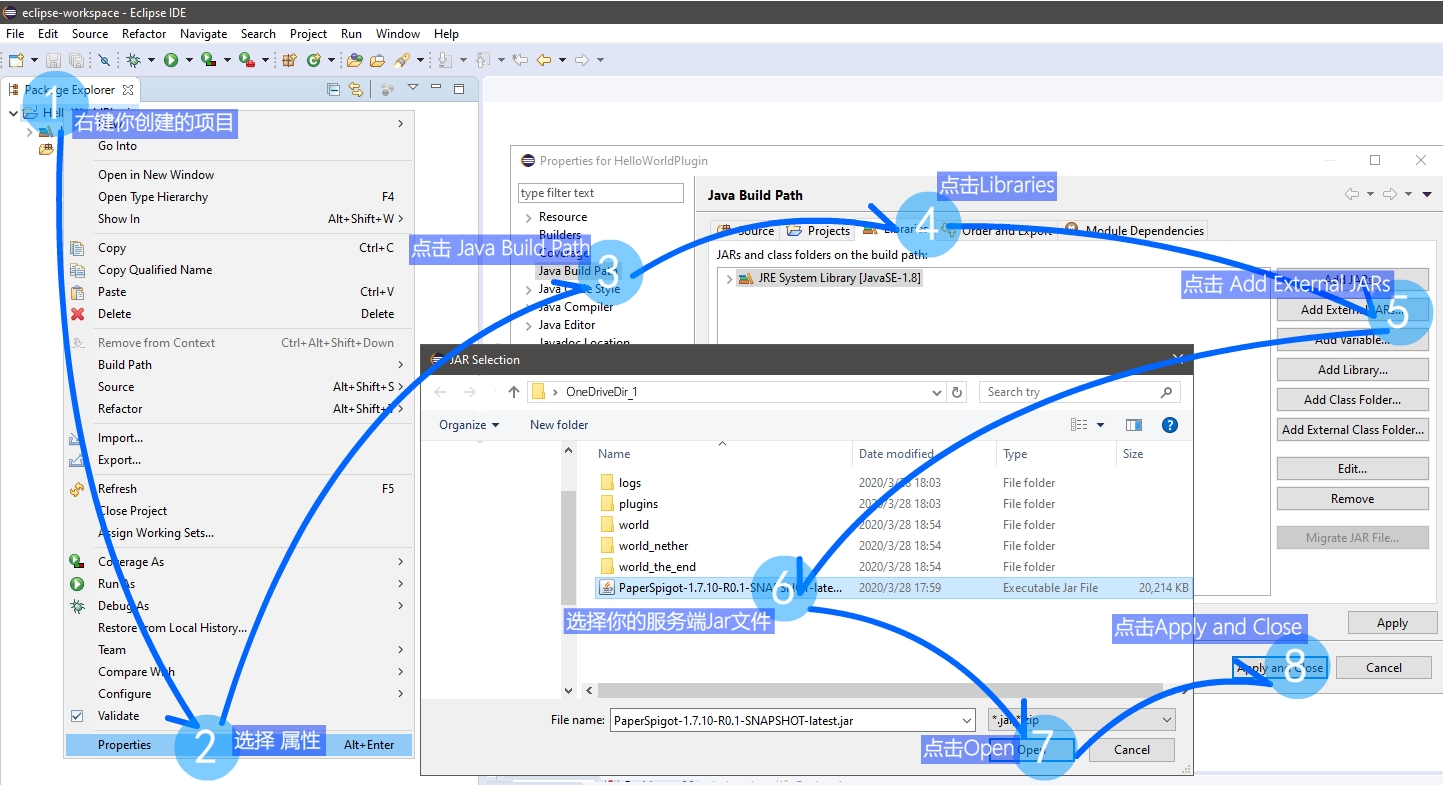 eclipse-workspace - Eclipse IDE
File Edit Source Refactor Navigate Search Project Run Window Help
Package Explorer
1
右键你创建的项目
Go Into
Open in New Window
Open Type Hierarchy F4
Show In Alt+Shift+W
Copy Ctrl+C
Copy Qualified Name
Paste Ctrl+V
Delete Delete
Remove from Context Ctrl+Alt+Shift+Down
Build Path
Source Alt+Shift+S
Refactor Alt+Shift+T
Import...
Export...
Refresh F5
Close Project
Assign Working Sets...
Coverage As
Run As
Debug As
Restore from Local History...
Team
Compare With
Configure
Validate
Properties Alt+Enter
2
选择 属性
Properties for HelloWorldPlugin
type filter text
Resource
Builders
Coverage
Java Build Path
Java Code Style
Java Compiler
Java Editor
Javadoc Location
点击 Java Build Path
3
Java Build Path
点击Libraries
4
Source Projects Libraries Order and Export Module Dependencies
JARs and class folders on the build path:
JRE System Library [JavaSE-1.8]
Add JARs...
点击 Add External JARs
5
Add External JARs...
Add Variable...
Add Library...
Add Class Folder...
Add External Class Folder...
Edit...
Remove
Migrate JAR File...
Apply
点击Apply and Close
8
Apply and Close Cancel
JAR Selection
OneDriveDir_1
Search try
Organize New folder
Name Date modified Type Size
logs 2020/3/28 18:03 File folder
plugins 2020/3/28 18:03 File folder
world 2020/3/28 18:54 File folder
world_nether 2020/3/28 18:54 File folder
world_the_end 2020/3/28 18:54 File folder
PaperSpigot-1.7.10-R0.1-SNAPSHOT-late... 2020/3/28 17:59 Executable Jar File 20,214 KB
6
选择你的服务端Jar文件
File name: PaperSpigot-1.7.10-R0.1-SNAPSHOT-latest.jar *.jar;*.zip
点击Open
7
Open Cancel